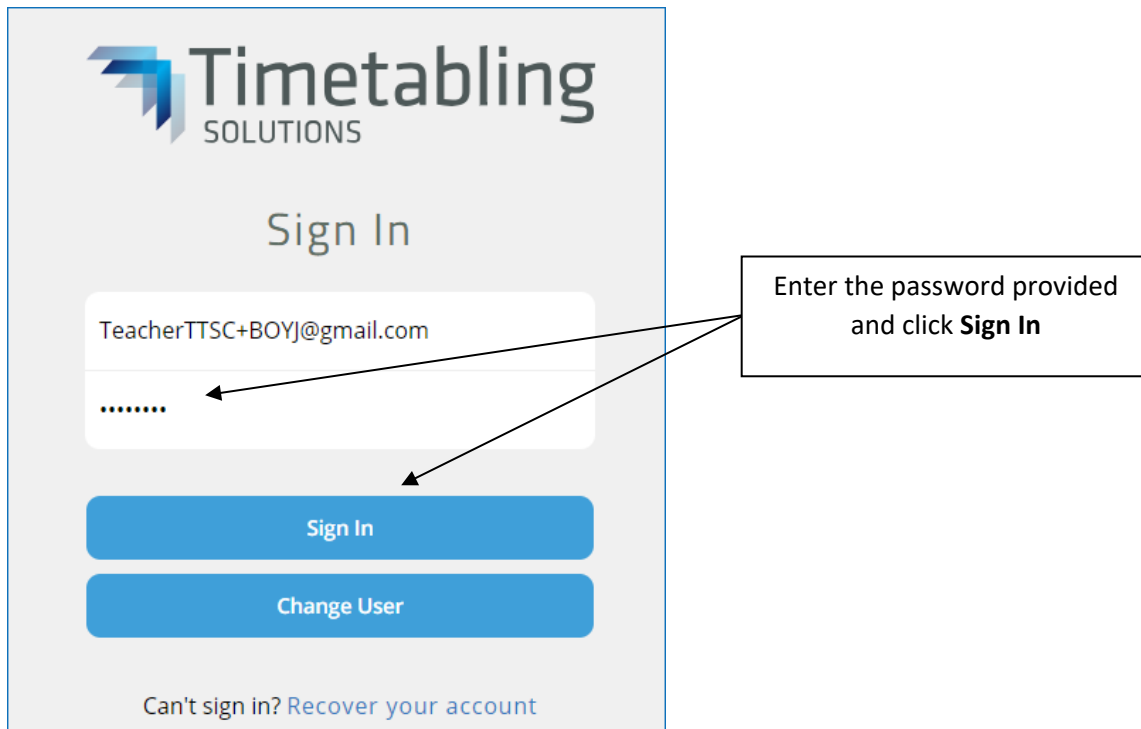 Timetabling
SOLUTIONS
Sign In
TeacherTTSC+BOYJ@gmail.com
••••••••
Enter the password provided
and click Sign In
Sign In
Change User
Can't sign in? Recover your account